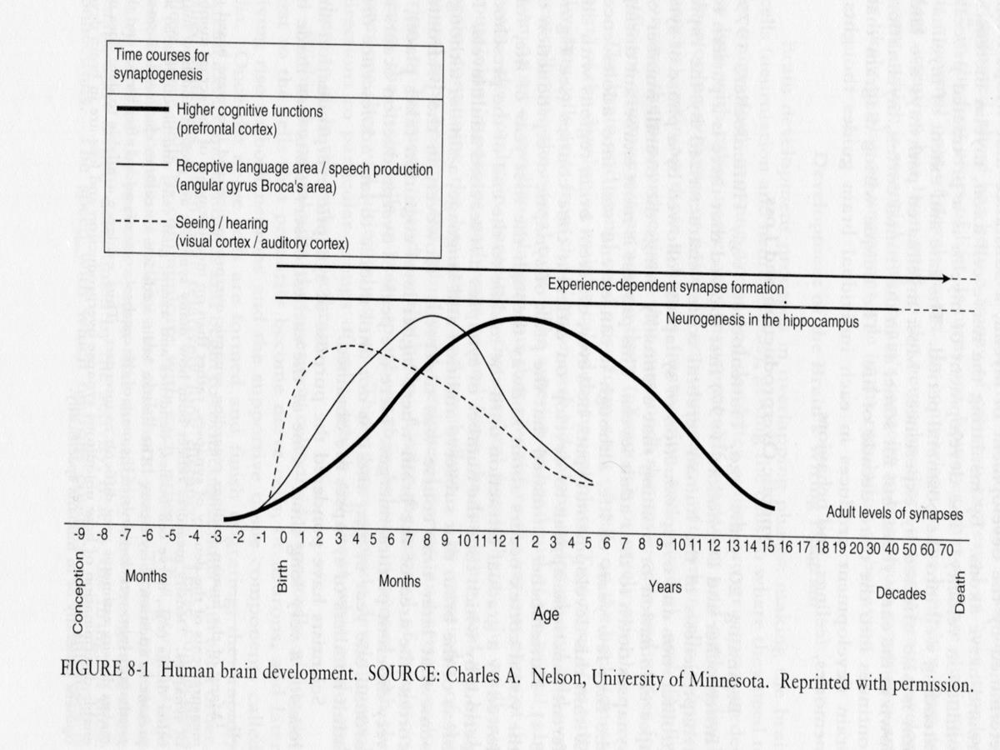 Time courses for
synaptogenesis
Higher cognitive functions
(prefrontal cortex)
Receptive language area / speech production
(angular gyrus Broca's area)
Seeing / hearing
(visual cortex / auditory cortex)
Experience-dependent synapse formation
Neurogenesis in the hippocampus
Adult levels of synapses
-9 -8 -7 -6 -5 -4 -3 -2 -1 0 1 2 3 4 5 6 7 8 9 10 11 12 1 2 3 4 5 6 7 8 9 10 11 12 13 14 15 16 17 18 19 20 30 40 50 60 70
Conception
Months
Birth
Months
Years
Decades
Death
Age
FIGURE 8-1 Human brain development. SOURCE: Charles A. Nelson, University of Minnesota. Reprinted with permission.